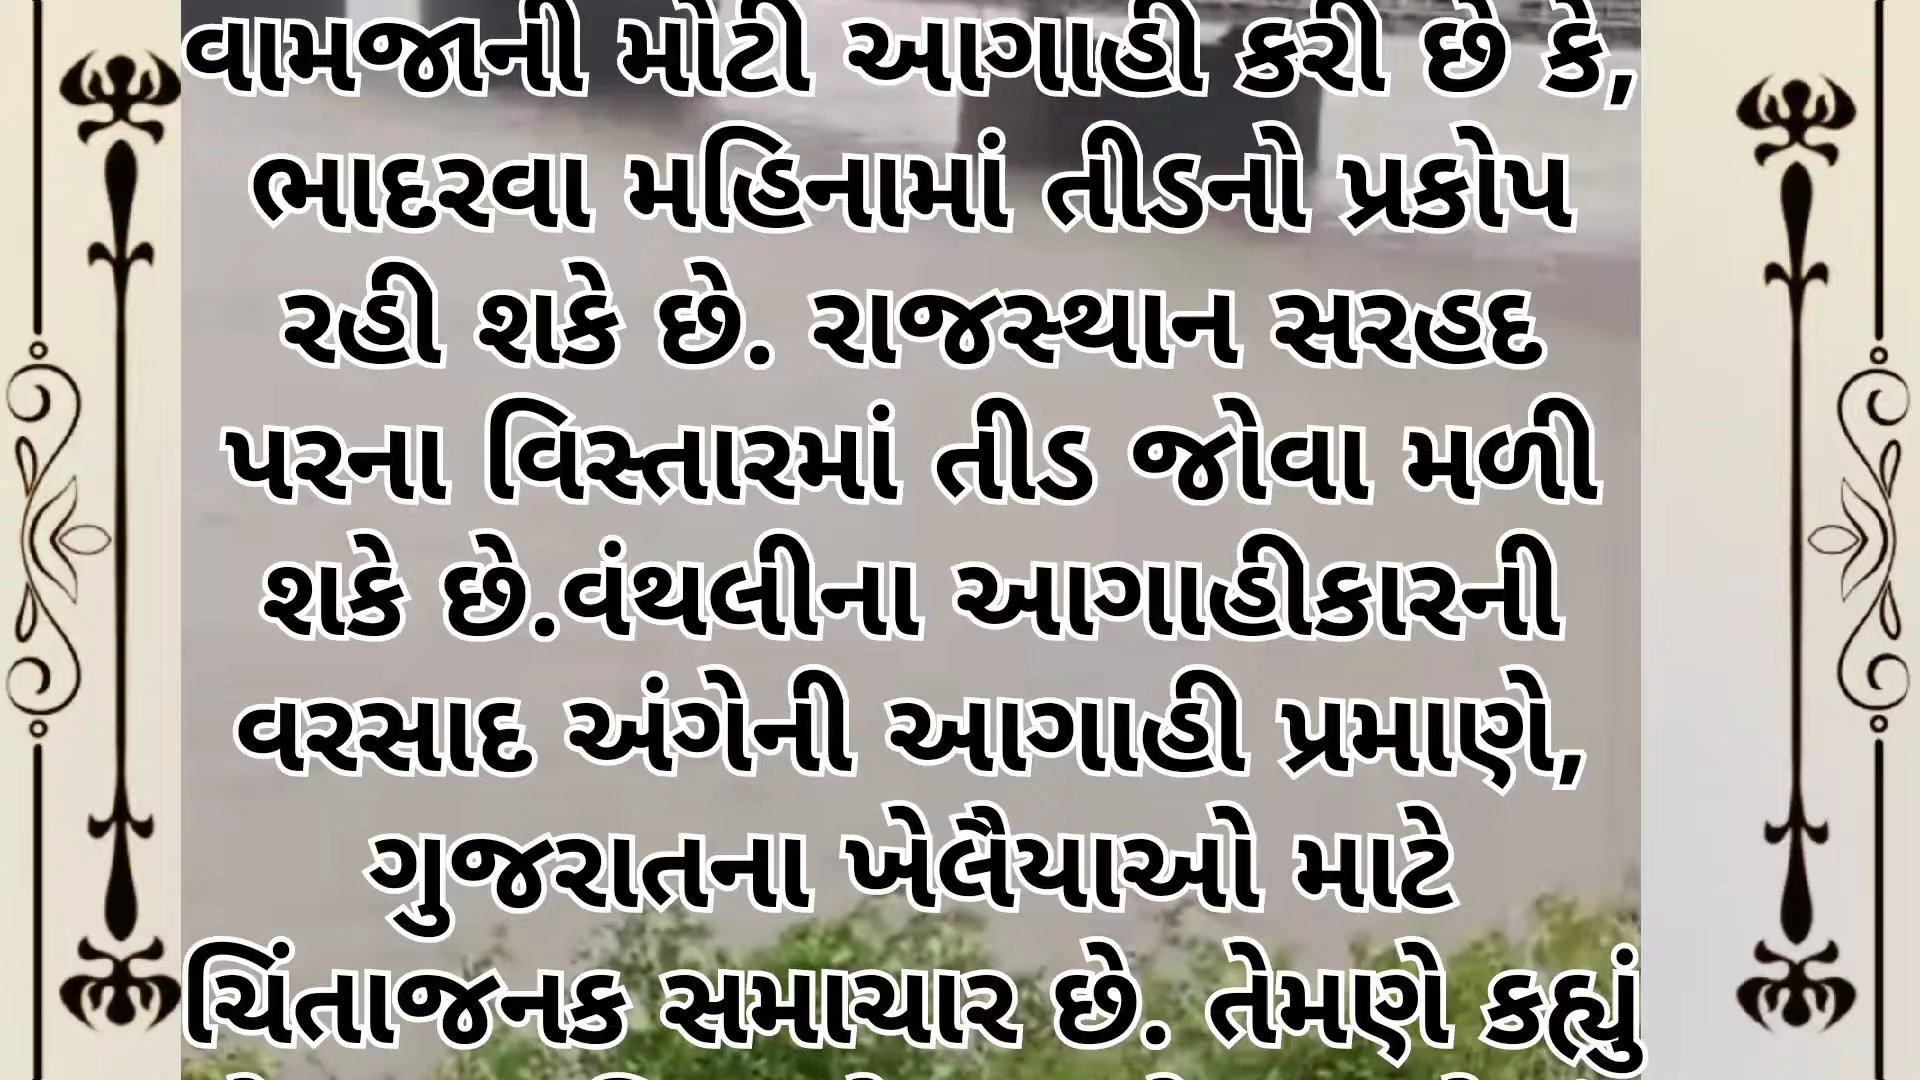 વામજાની મોટી આગાહી કરી છે કે,
ભાદરવા મહિનામાં તીડનો પ્રકોપ
રહી શકે છે. રાજસ્થાન સરહદ
પરના વિસ્તારમાં તીડ જોવા મળી
શકે છે.વંથલીના આગાહીકારની
વરસાદ અંગેની આગાહી પ્રમાણે,
ગુજરાતના ખેલૈયાઓ માટે
ચિંતાજનક સમાચાર છે. તેમણે કહ્યું